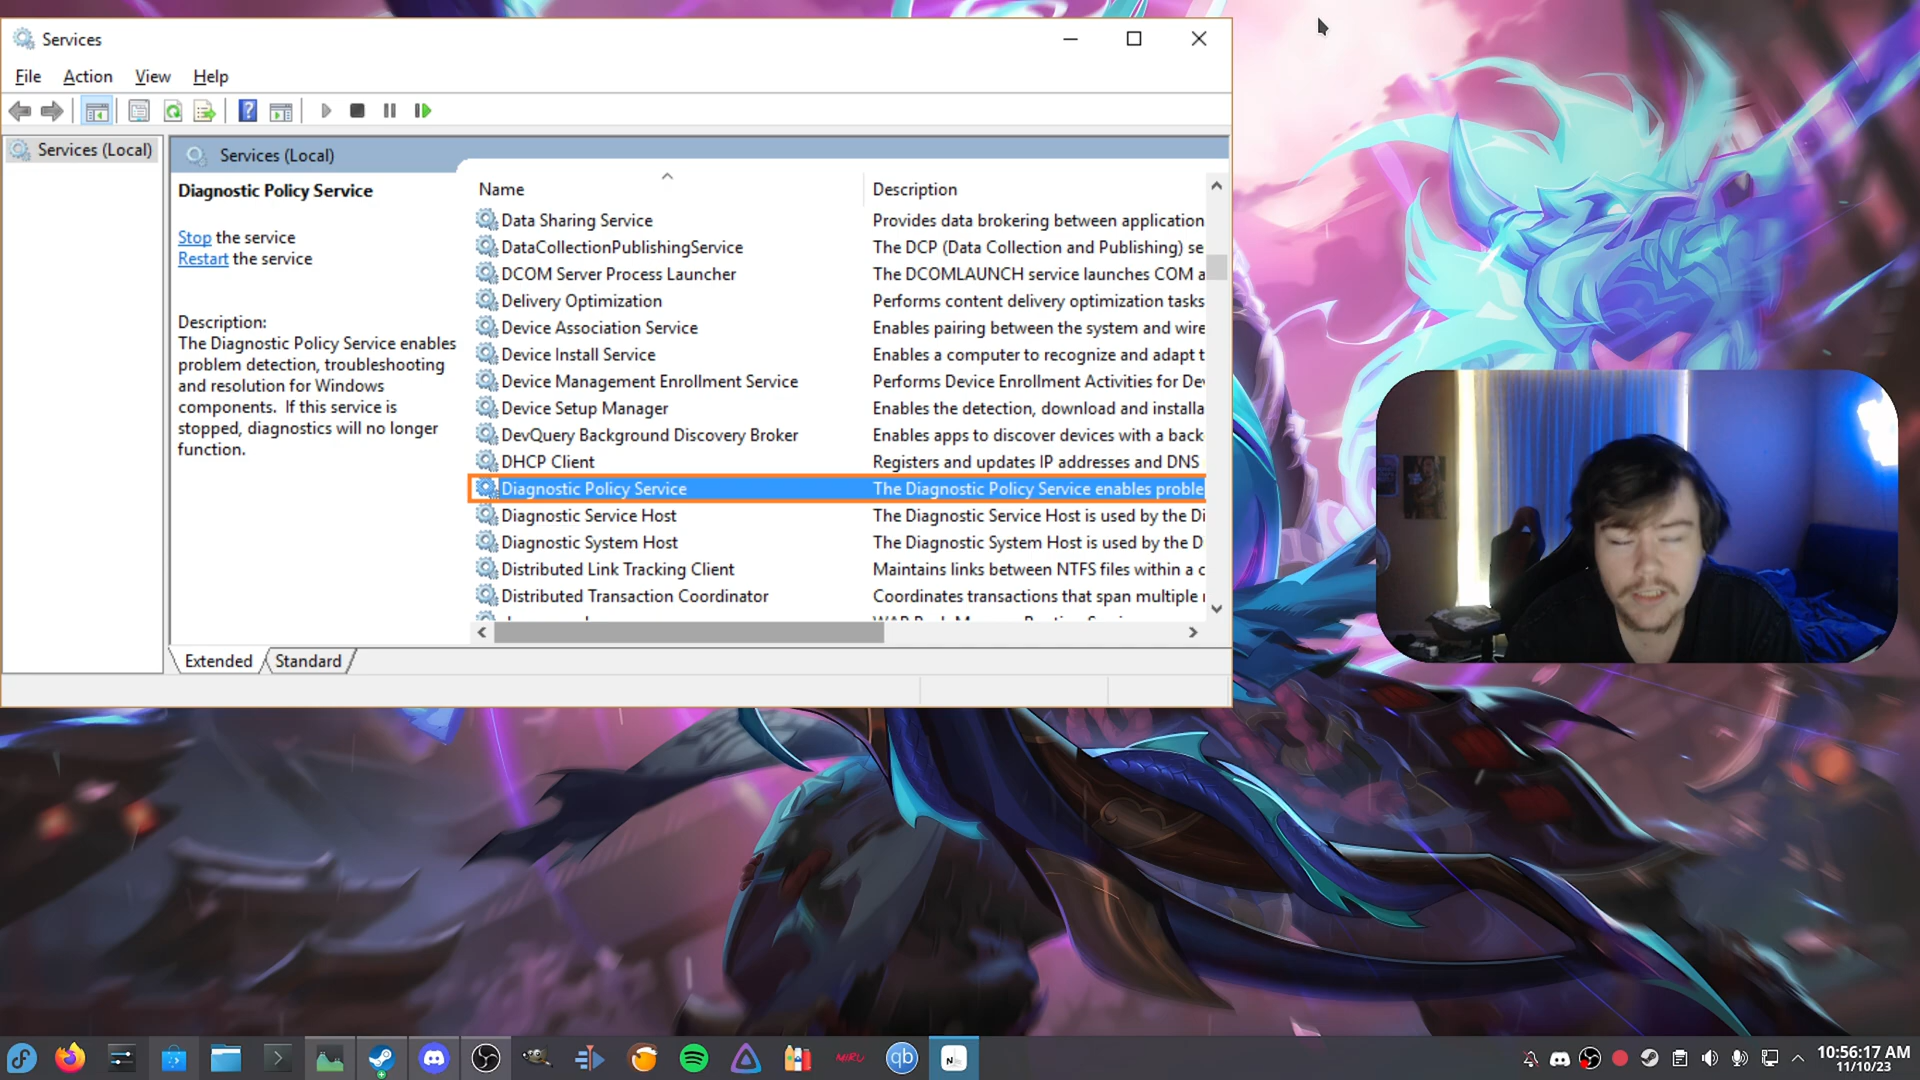 Services
File Action View Help
Services (Local)
Services (Local)
Diagnostic Policy Service
Stop the service
Restart the service
Description:
The Diagnostic Policy Service enables
problem detection, troubleshooting
and resolution for Windows
components. If this service is
stopped, diagnostics will no longer
function.
Name Description
Data Sharing Service Provides data brokering between application
DataCollectionPublishingService The DCP (Data Collection and Publishing) se
DCOM Server Process Launcher The DCOMLAUNCH service launches COM a
Delivery Optimization Performs content delivery optimization tasks
Device Association Service Enables pairing between the system and wire
Device Install Service Enables a computer to recognize and adapt t
Device Management Enrollment Service Performs Device Enrollment Activities for De
Device Setup Manager Enables the detection, download and installa
DevQuery Background Discovery Broker Enables apps to discover devices with a back
DHCP Client Registers and updates IP addresses and DNS
Diagnostic Policy Service The Diagnostic Policy Service enables proble
Diagnostic Service Host The Diagnostic Service Host is used by the Di
Diagnostic System Host The Diagnostic System Host is used by the D
Distributed Link Tracking Client Maintains links between NTFS files within a c
Distributed Transaction Coordinator Coordinates transactions that span multiple
Extended Standard
MIRU
qb
N
10:56:17 AM
11/10/23